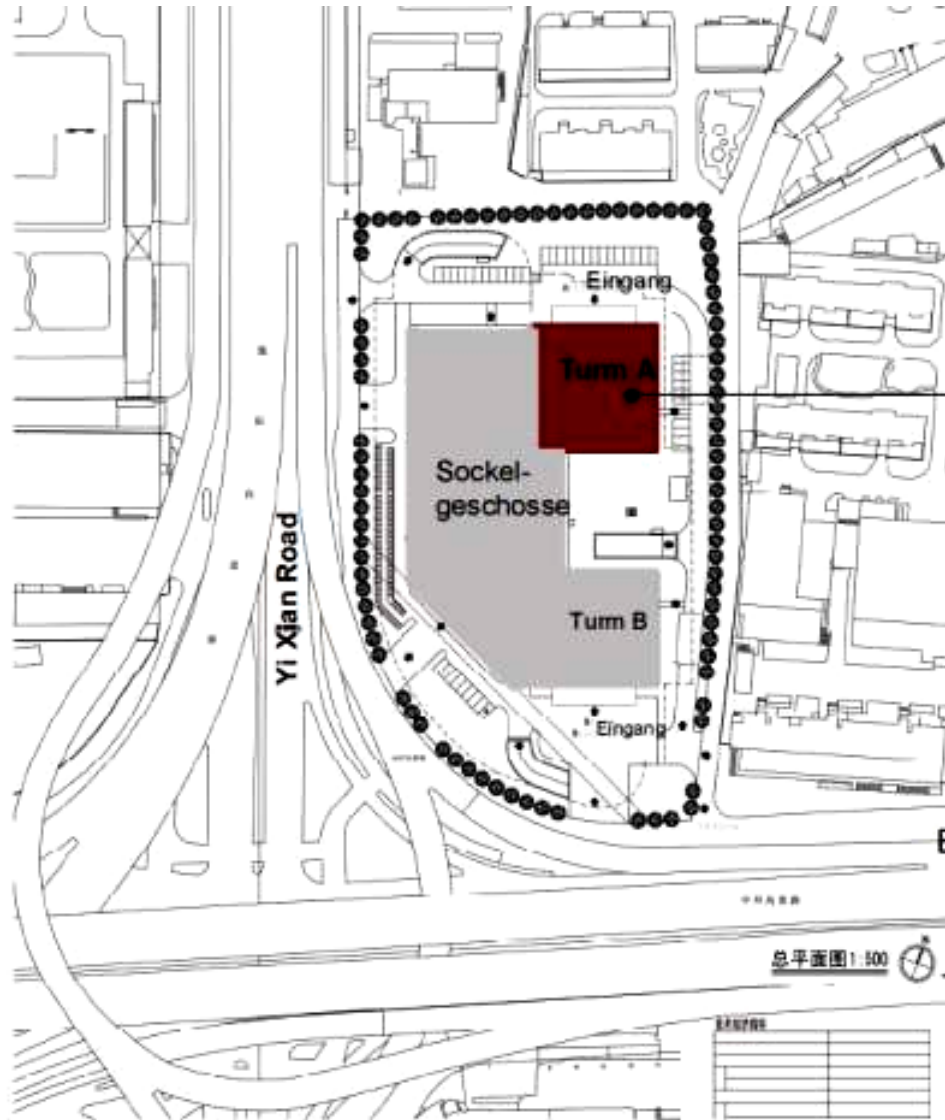 Eingang
Turm A
Sockel-
geschosse
Yi Xian Road
Turm B
Eingang
总平面图1:500